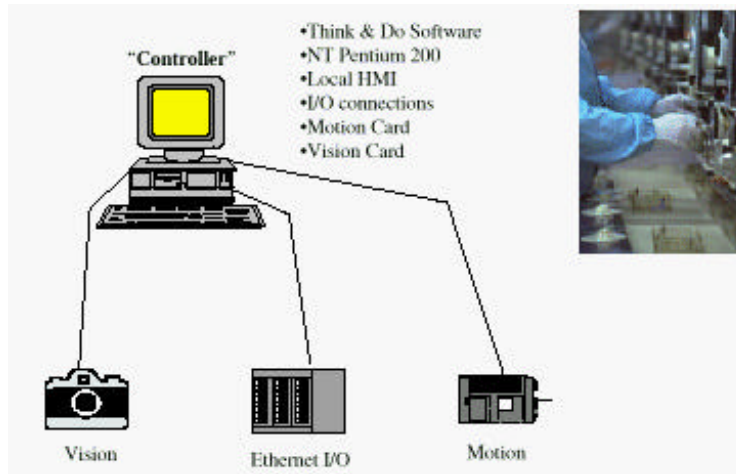 “Controller”
•Think & Do Software
•NT Pentium 200
•Local HMI
•I/O connections
•Motion Card
•Vision Card
Vision
Ethernet I/O
Motion